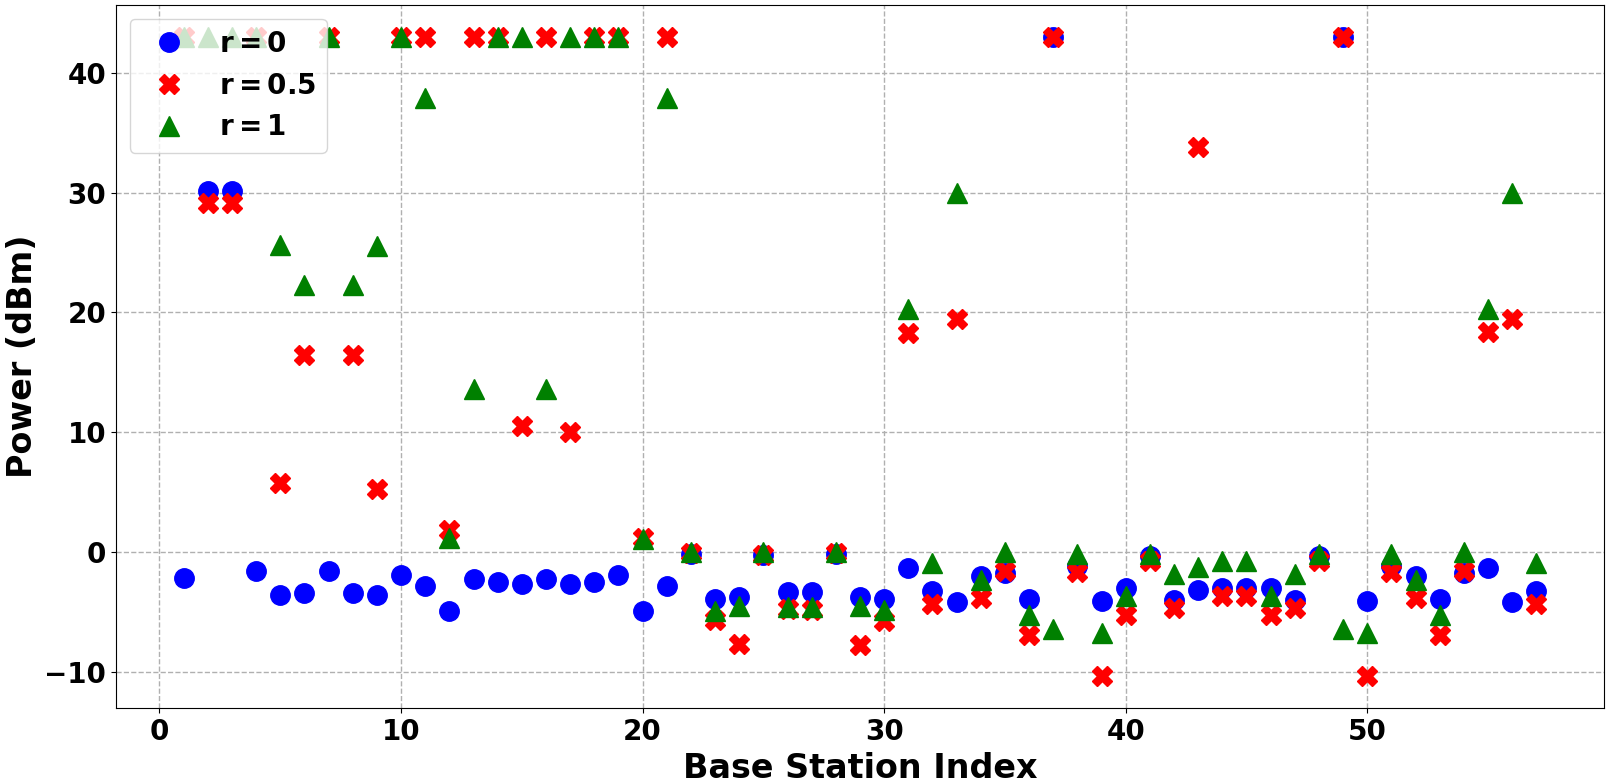 r = 0
r = 0.5
r = 1
40
30
20
10
0
−10
0 10 20 30 40 50
Power (dBm)
Base Station Index